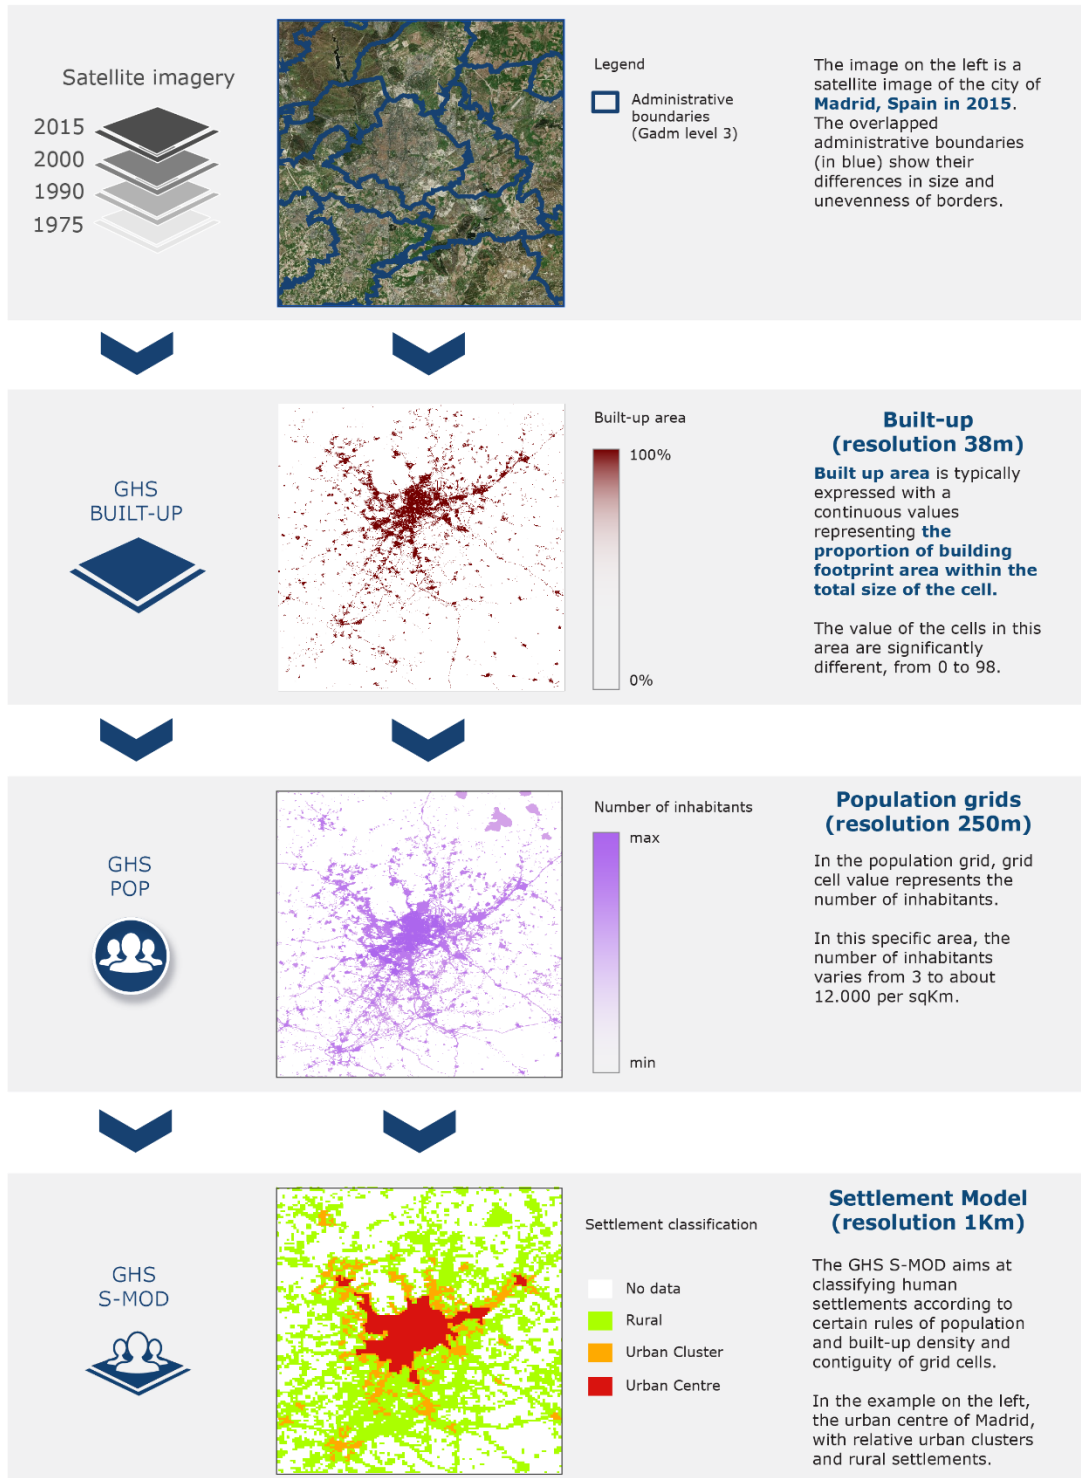 Satellite imagery
2015
2000
1990
1975
Legend
Administrative
boundaries
(Gadm level 3)
The image on the left is a
satellite image of the city of
Madrid, Spain in 2015.
The overlapped
administrative boundaries
(in blue) show their
differences in size and
unevenness of borders.
GHS
BUILT-UP
Built-up area
100%
0%
Built-up
(resolution 38m)
Built up area is typically
expressed with a
continuous values
representing the
proportion of building
footprint area within the
total size of the cell.
The value of the cells in this
area are significantly
different, from 0 to 98.
GHS
POP
Number of inhabitants
max
min
Population grids
(resolution 250m)
In the population grid, grid
cell value represents the
number of inhabitants.
In this specific area, the
number of inhabitants
varies from 3 to about
12.000 per sqKm.
GHS
S-MOD
Settlement classification
No data
Rural
Urban Cluster
Urban Centre
Settlement Model
(resolution 1Km)
The GHS S-MOD aims at
classifying human
settlements according to
certain rules of population
and built-up density and
contiguity of grid cells.
In the example on the left,
the urban centre of Madrid,
with relative urban clusters
and rural settlements.